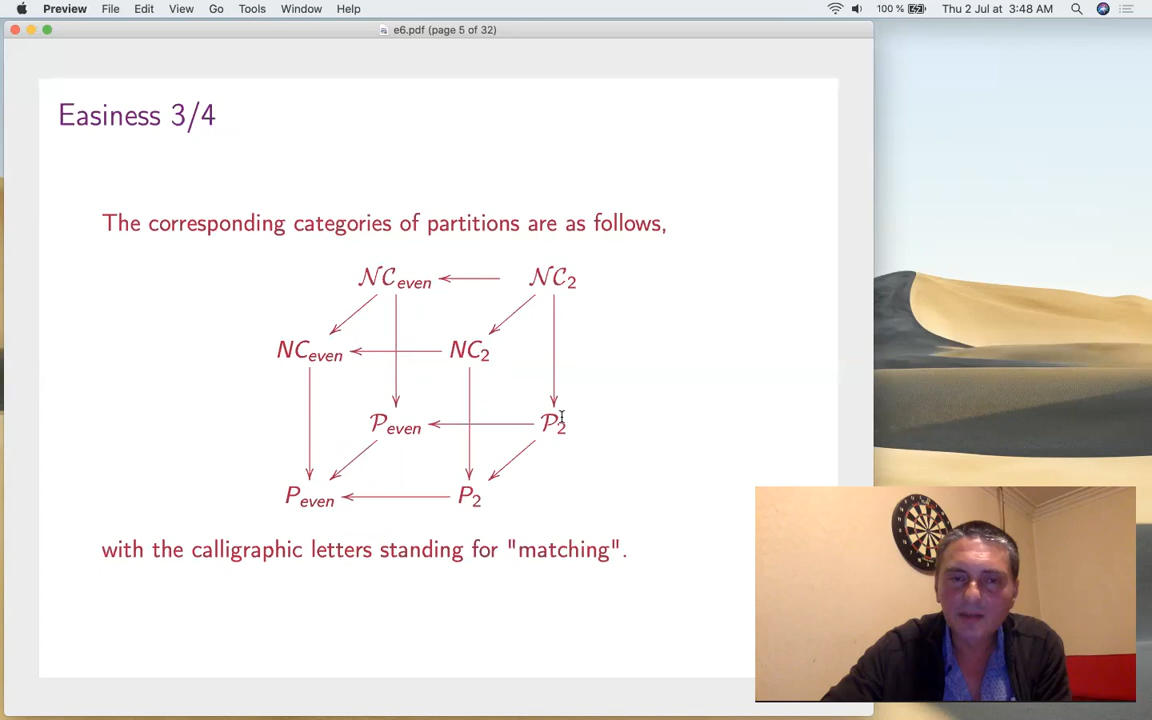 Preview File Edit View Go Tools Window Help 100 % Thu 2 Jul at 3:48 AM
e6.pdf (page 5 of 32)
Easiness 3/4
The corresponding categories of partitions are as follows,
𝒩𝒞even 𝒩𝒞2
NCeven NC2
𝒫even 𝒫2
Peven P2
with the calligraphic letters standing for "matching".